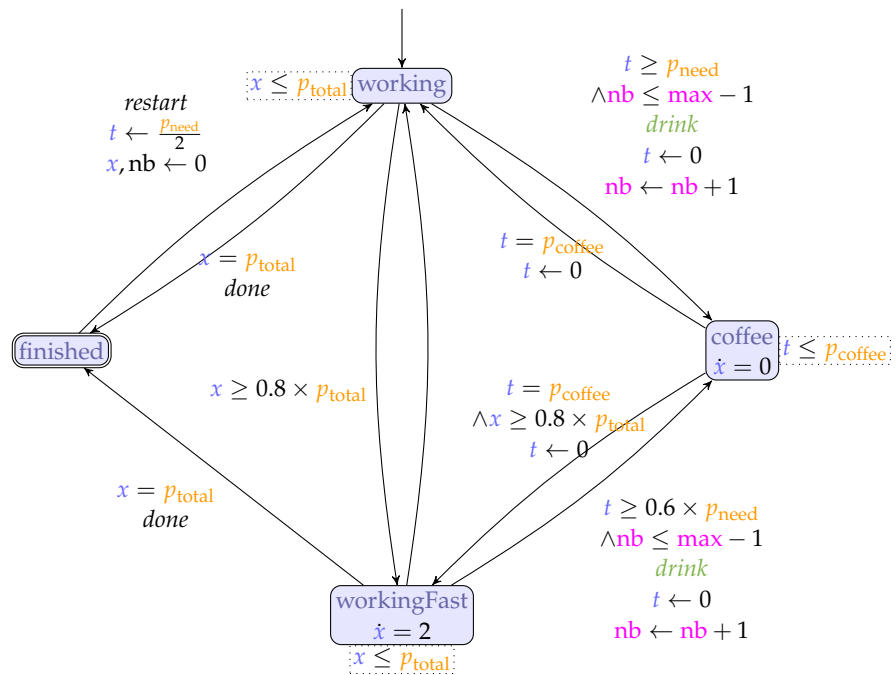 x ≤ p_total
working
restart
t ← p_need/2
x, nb ← 0
t ≥ p_need
∧nb ≤ max − 1
drink
t ← 0
nb ← nb + 1
x = p_total
done
t = p_coffee
t ← 0
finished
coffee
ẋ = 0
t ≤ p_coffee
x ≥ 0.8 × p_total
t = p_coffee
∧x ≥ 0.8 × p_total
t ← 0
x = p_total
done
t ≥ 0.6 × p_need
∧nb ≤ max − 1
drink
t ← 0
nb ← nb + 1
workingFast
ẋ = 2
x ≤ p_total